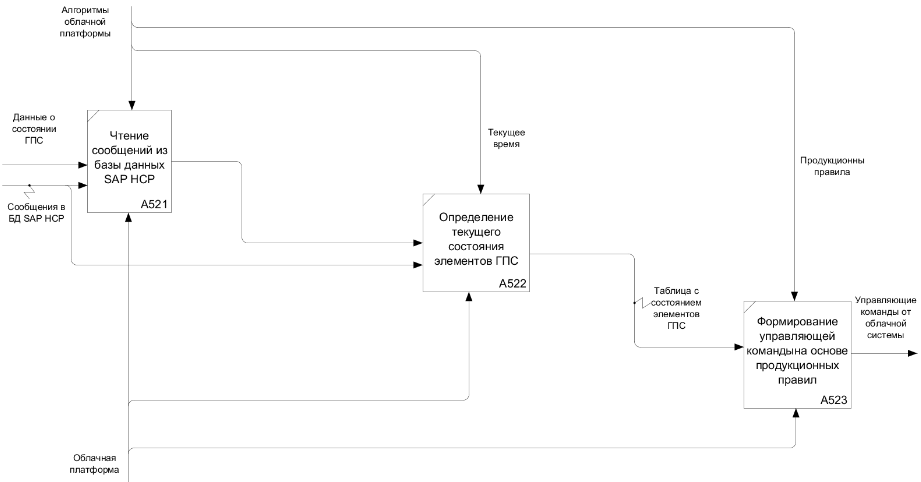 Алгоритмы
облачной
платформы
Данные о
состоянии
ГПС
Чтение
сообщений из
базы данных
SAP HCP
A521
Сообщения в
БД SAP HCP
Текущее
время
Продукционны
правила
Определение
текущего
состояния
элементов ГПС
A522
Таблица с
состоянием
элементов
ГПС
Управляющие
команды от
облачной
системы
Формирование
управляющей
командына основе
продукционных
правил
A523
Облачная
платформа